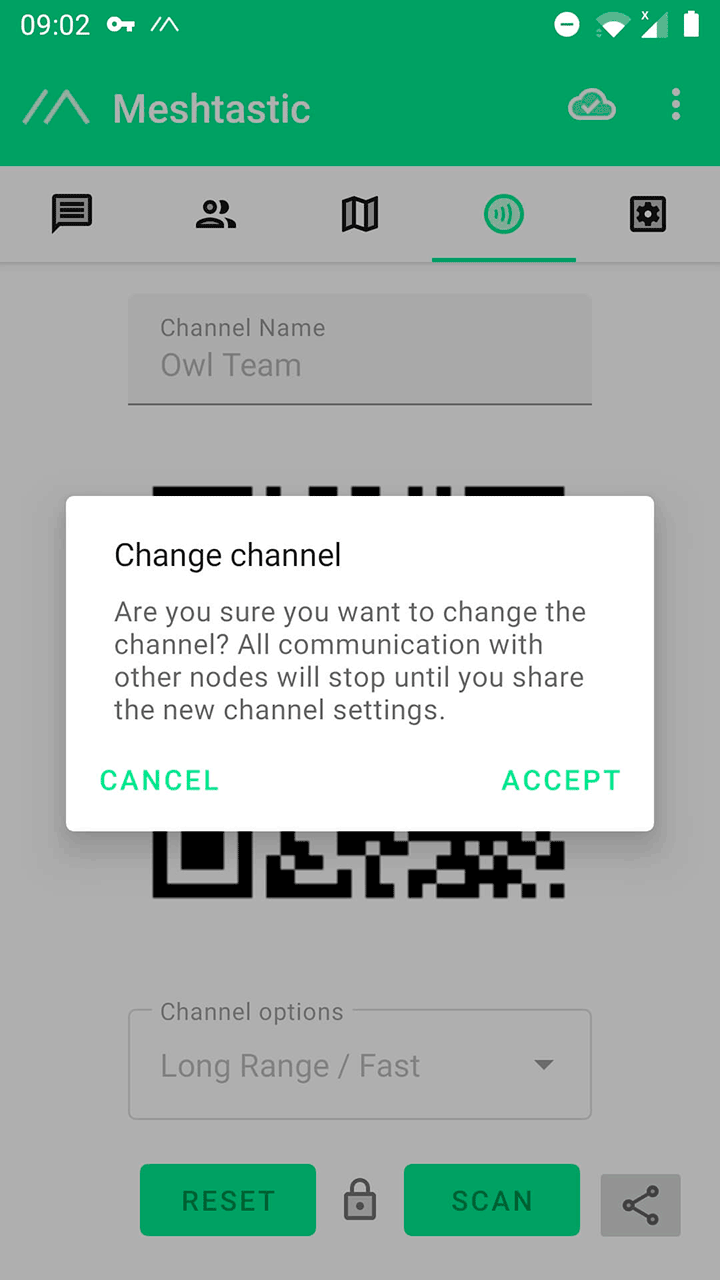 09:02
Meshtastic
Channel Name
Owl Team
Change channel
Are you sure you want to change the
channel? All communication with
other nodes will stop until you share
the new channel settings.
CANCEL ACCEPT
Channel options
Long Range / Fast
RESET SCAN